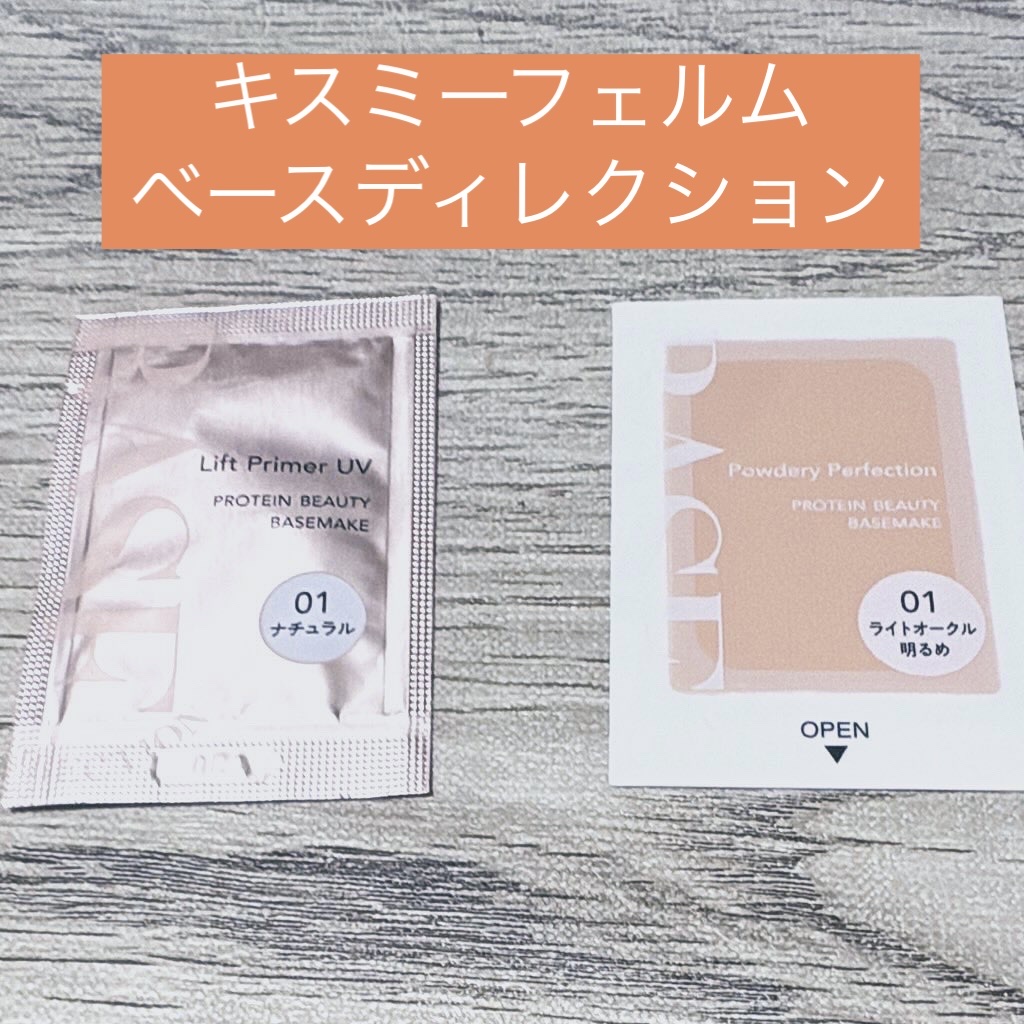 キスミーフェルム
ベースディレクション
Lift Primer UV
PROTEIN BEAUTY
BASEMAKE
01
ナチュラル
Powdery Perfection
PROTEIN BEAUTY
BASEMAKE
01
ライトオークル
明るめ
OPEN